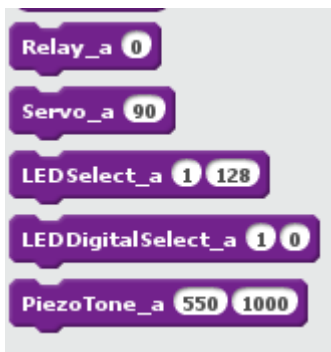 Relay_a 0
Servo_a 90
LEDSelect_a 1 128
LEDDigitalSelect_a 1 0
PiezoTone_a 550 1000